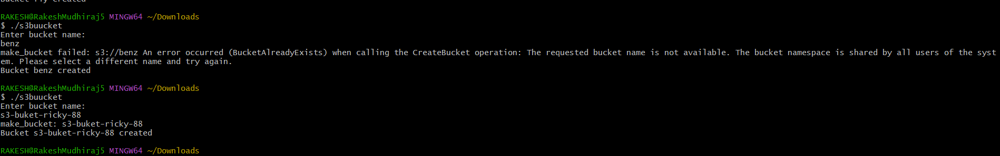 Bucket My created
RAKESH@RakeshMudhiraj5 MINGW64 ~/Downloads
$ ./s3buucket
Enter bucket name:
benz
make_bucket failed: s3://benz An error occurred (BucketAlreadyExists) when calling the CreateBucket operation: The requested bucket name is not available. The bucket namespace is shared by all users of the syst
em. Please select a different name and try again.
Bucket benz created
RAKESH@RakeshMudhiraj5 MINGW64 ~/Downloads
$ ./s3buucket
Enter bucket name:
s3-buket-ricky-88
make_bucket: s3-buket-ricky-88
Bucket s3-buket-ricky-88 created
RAKESH@RakeshMudhiraj5 MINGW64 ~/Downloads